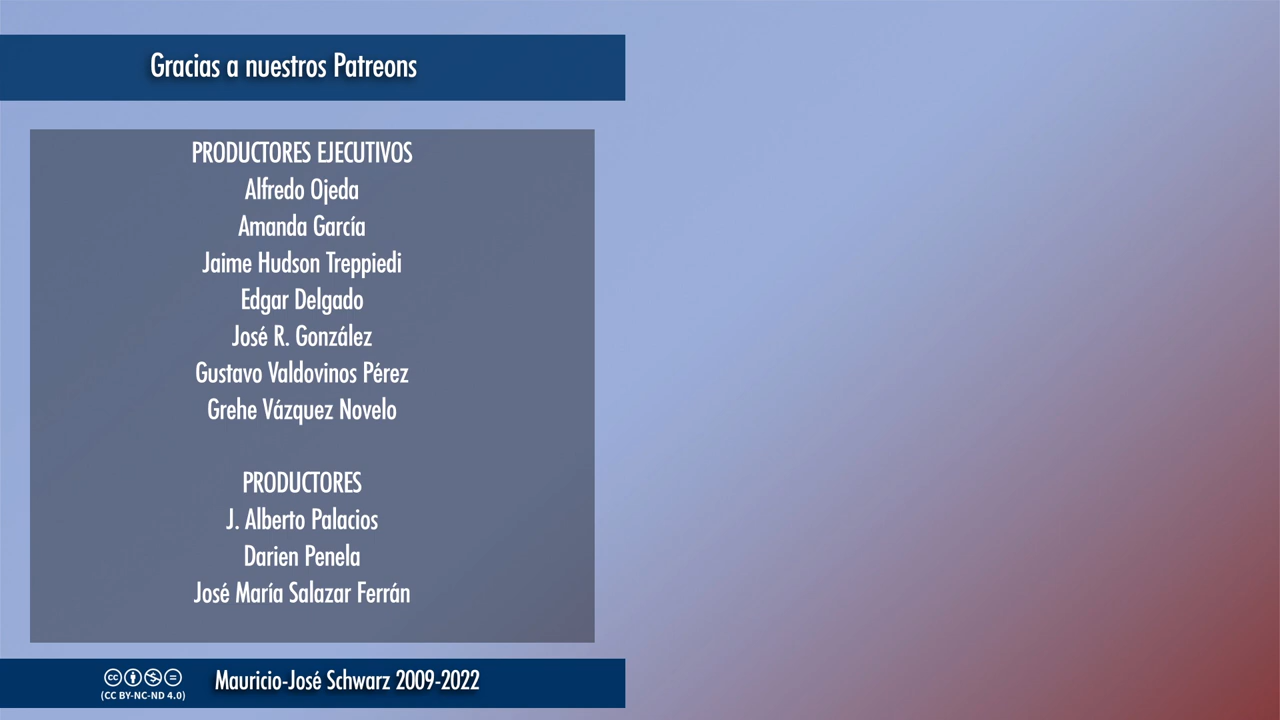 Gracias a nuestros Patreons
PRODUCTORES EJECUTIVOS
Alfredo Ojeda
Amanda García
Jaime Hudson Treppiedi
Edgar Delgado
José R. González
Gustavo Valdovinos Pérez
Grehe Vázquez Novelo
PRODUCTORES
J. Alberto Palacios
Darien Penela
José María Salazar Ferrán
(CC BY-NC-ND 4.0)
Mauricio-José Schwarz 2009-2022